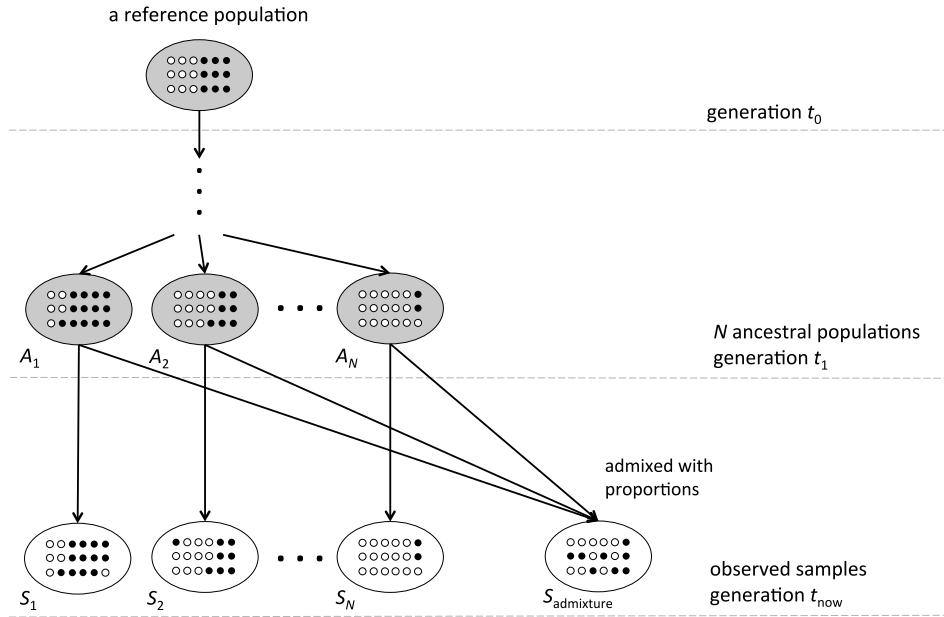 a reference population
generation t0
A1
A2
AN
N ancestral populations
generation t1
admixed with
proportions
S1
S2
SN
Sadmixture
observed samples
generation tnow